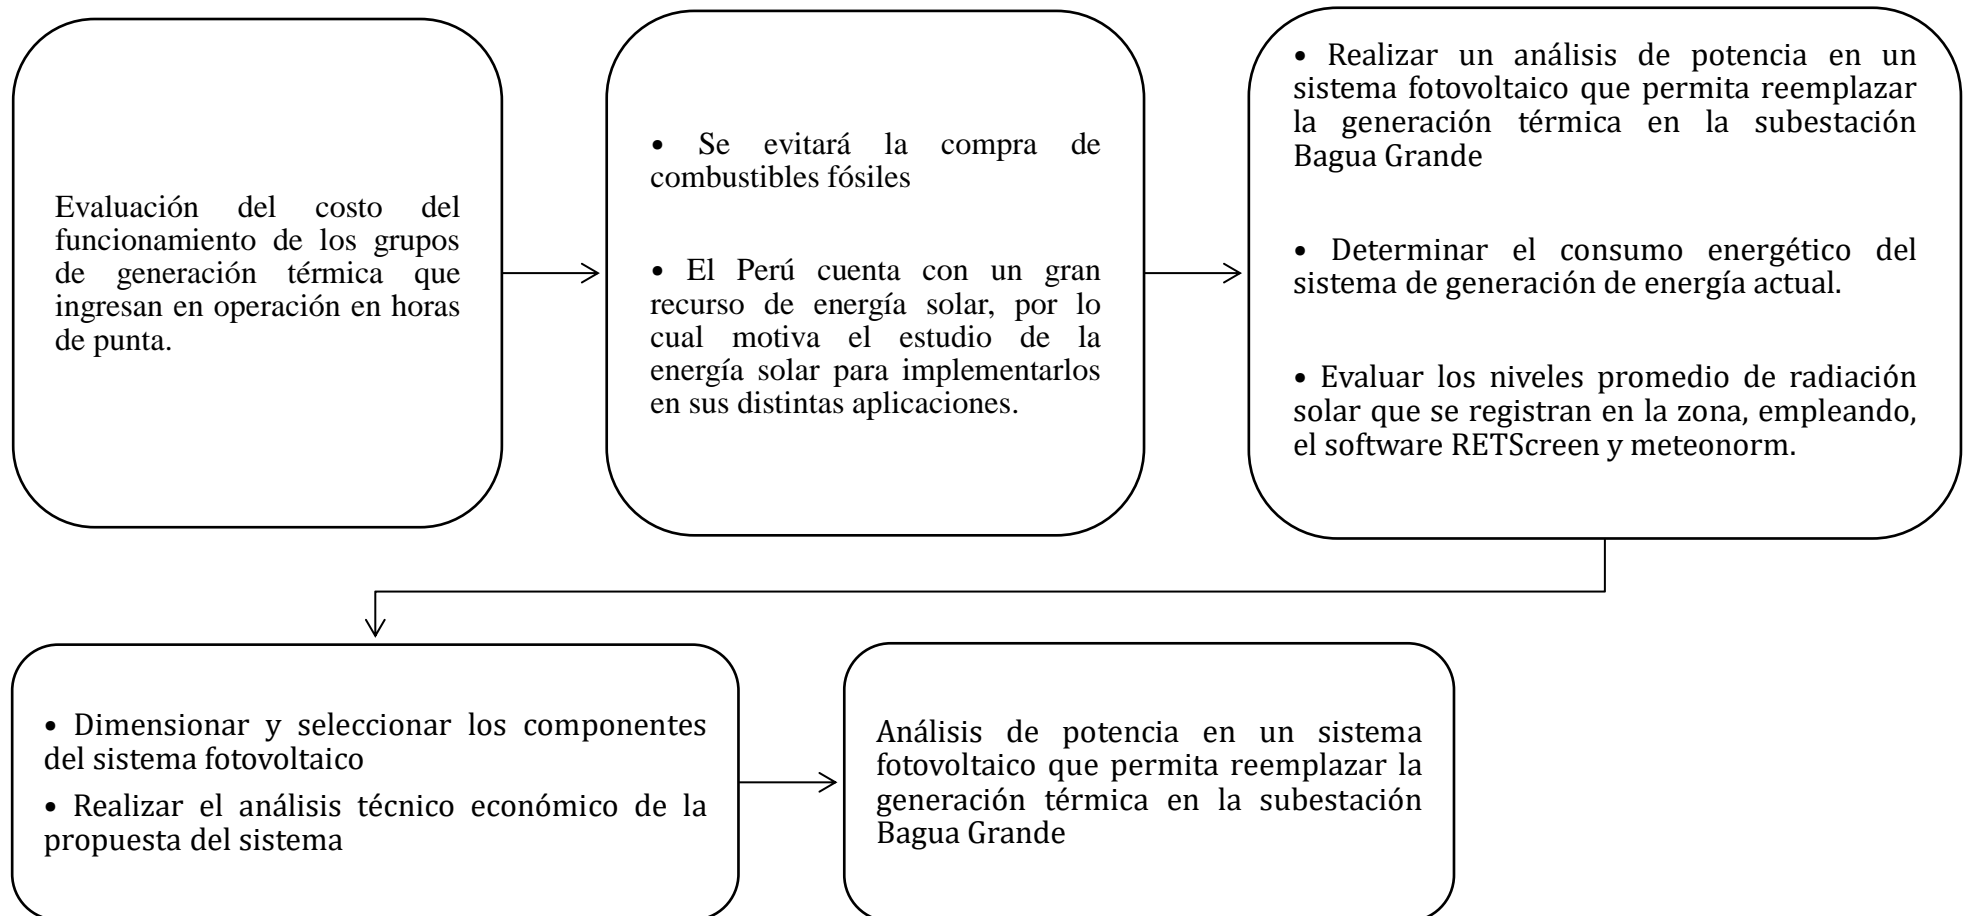 Evaluación del costo del
funcionamiento de los grupos
de generación térmica que
ingresan en operación en horas
de punta.
• Se evitará la compra de
combustibles fósiles
• El Perú cuenta con un gran
recurso de energía solar, por lo
cual motiva el estudio de la
energía solar para implementarlos
en sus distintas aplicaciones.
• Realizar un análisis de potencia en un
sistema fotovoltaico que permita reemplazar
la generación térmica en la subestación
Bagua Grande
• Determinar el consumo energético del
sistema de generación de energía actual.
• Evaluar los niveles promedio de radiación
solar que se registran en la zona, empleando,
el software RETScreen y meteonorm.
• Dimensionar y seleccionar los componentes
del sistema fotovoltaico
• Realizar el análisis técnico económico de la
propuesta del sistema
Análisis de potencia en un sistema
fotovoltaico que permita reemplazar la
generación térmica en la subestación
Bagua Grande